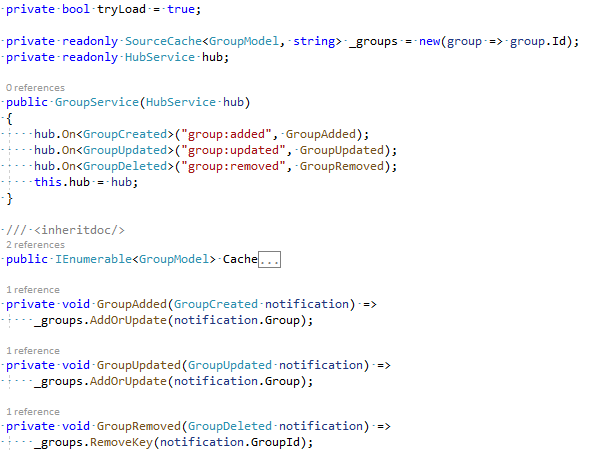 private bool tryLoad = true;
private readonly SourceCache<GroupModel, string> _groups = new(group => group.Id);
private readonly HubService hub;
0 references
public GroupService(HubService hub)
{
hub.On<GroupCreated>("group:added", GroupAdded);
hub.On<GroupUpdated>("group:updated", GroupUpdated);
hub.On<GroupDeleted>("group:removed", GroupRemoved);
this.hub = hub;
}
/// <inheritdoc/>
2 references
public IEnumerable<GroupModel> Cache...
1 reference
private void GroupAdded(GroupCreated notification) =>
_groups.AddOrUpdate(notification.Group);
1 reference
private void GroupUpdated(GroupUpdated notification) =>
_groups.AddOrUpdate(notification.Group);
1 reference
private void GroupRemoved(GroupDeleted notification) =>
_groups.RemoveKey(notification.GroupId);